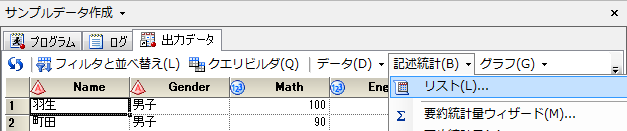 サンプルデータ作成
プログラム ログ 出力データ
フィルタと並べ替え(L) クエリビルダ(Q) データ(D) 記述統計(B) グラフ(G)
Name Gender Math Eng
リスト(L)...
1 羽生 男子 100
要約統計量ウィザード(M)...
2 町田 男子 90